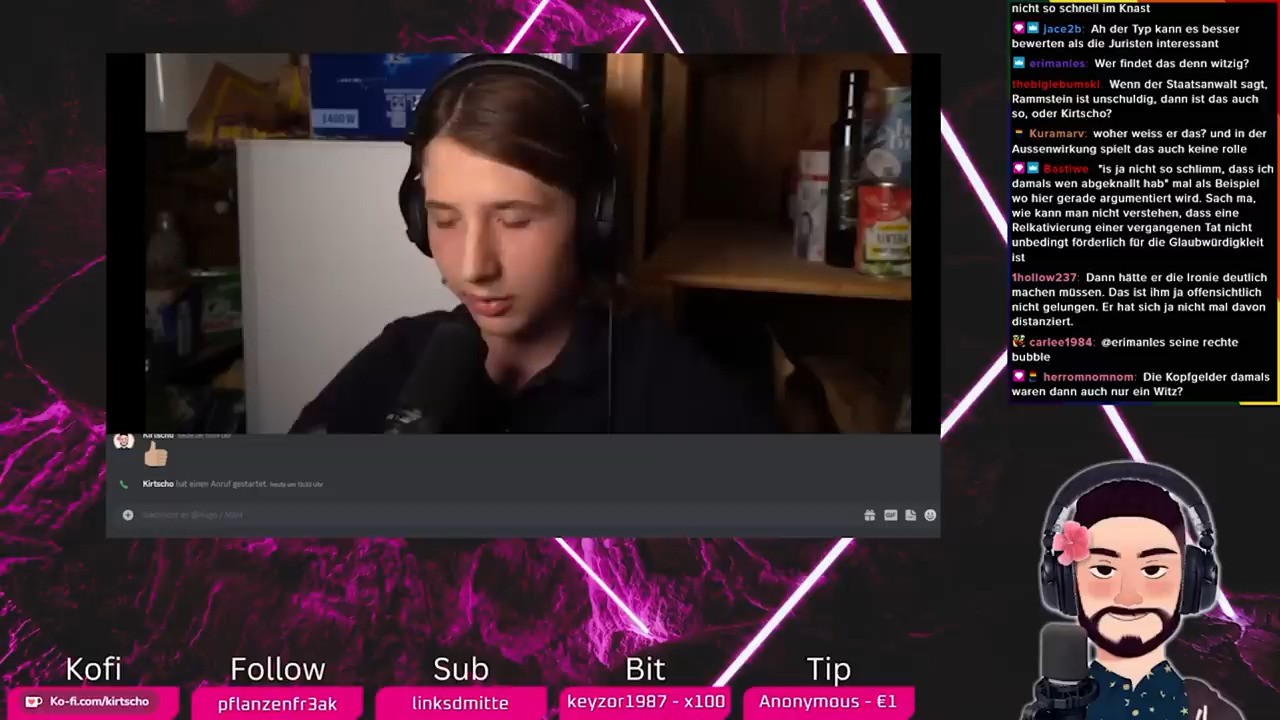 nicht so schnell im Knast
jace2b: Ah der Typ kann es besser
bewerten als die Juristen interessant
erimanles: Wer findet das denn witzig?
thebiglebumski Wenn der Staatsanwalt sagt,
Rammstein ist unschuldig, dann ist das auch
so, oder Kirtscho?
Kuramarv: woher weiss er das? und in der
Aussenwirkung spielt das auch keine rolle
Bastiwe "is ja nicht so schlimm, dass ich
damals wen abgeknallt hab" mal als Beispiel
wo hier gerade argumentiert wird. Sach ma,
wie kann man nicht verstehen, dass eine
Relkativierung einer vergangenen Tat nicht
unbedingt förderlich für die Glaubwürdigkleit
ist
1hollow237: Dann hätte er die Ironie deutlich
machen müssen. Das ist ihm ja offensichtlich
nicht gelungen. Er hat sich ja nicht mal davon
distanziert.
carlee1984: @erimanles seine rechte
bubble
herromnomnom: Die Kopfgelder damals
waren dann auch nur ein Witz?
1400W
Kirtscho
Kirtscho hat einen Anruf gestartet.
GIF
Kofi
Follow
Sub
Bit
Tip
Ko-fi.com/kirtscho
pflanzenfr3ak
linksdmitte
keyzor1987 - x100
Anonymous - €1